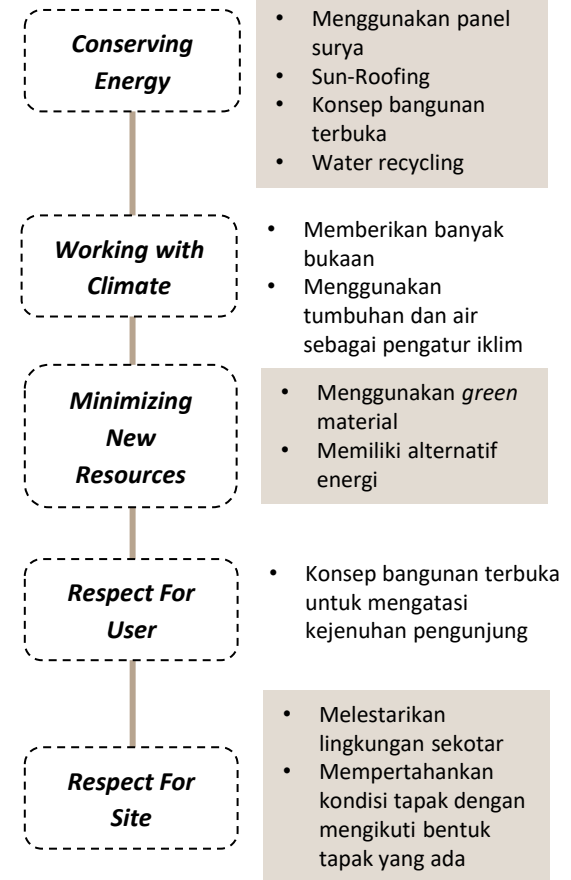 Conserving
Energy
• Menggunakan panel
surya
• Sun-Roofing
• Konsep bangunan
terbuka
• Water recycling
Working with
Climate
• Memberikan banyak
bukaan
• Menggunakan
tumbuhan dan air
sebagai pengatur iklim
Minimizing
New
Resources
• Menggunakan green
material
• Memiliki alternatif
energi
Respect For
User
• Konsep bangunan terbuka
untuk mengatasi
kejenuhan pengunjung
Respect For
Site
• Melestarikan
lingkungan sekotar
• Mempertahankan
kondisi tapak dengan
mengikuti bentuk
tapak yang ada